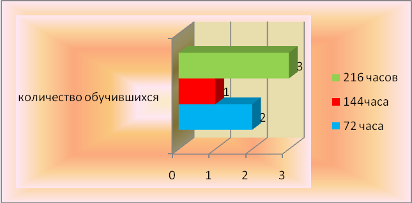 количество обучившихся
3
1
2
0 1 2 3
216 часов
144часа
72 часа